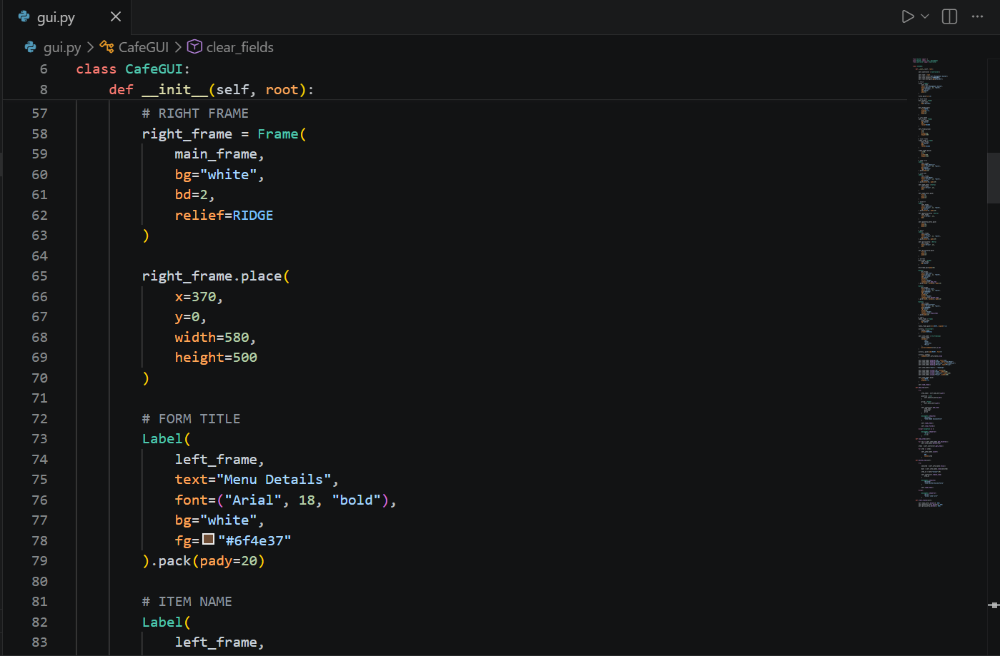 gui.py
gui.py > CafeGUI > clear_fields
6 class CafeGUI:
8 def __init__(self, root):
57 # RIGHT FRAME
58 right_frame = Frame(
59 main_frame,
60 bg="white",
61 bd=2,
62 relief=RIDGE
63 )
64
65 right_frame.place(
66 x=370,
67 y=0,
68 width=580,
69 height=500
70 )
71
72 # FORM TITLE
73 Label(
74 left_frame,
75 text="Menu Details",
76 font=("Arial", 18, "bold"),
77 bg="white",
78 fg="#6f4e37"
79 ).pack(pady=20)
80
81 # ITEM NAME
82 Label(
83 left_frame,